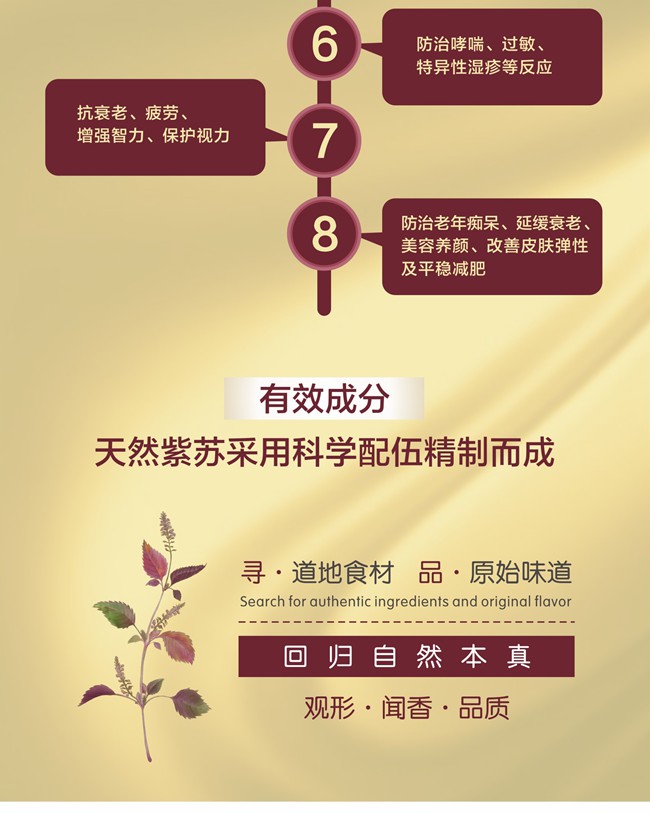 6
防治哮喘、过敏、
特异性湿疹等反应
抗衰老、疲劳、
增强智力、保护视力
7
8
防治老年痴呆、延缓衰老、
美容养颜、改善皮肤弹性
及平稳减肥
有效成分
天然紫苏采用科学配伍精制而成
寻·道地食材 品·原始味道
Search for authentic ingredients and original flavor
回归自然本真
观形·闻香·品质